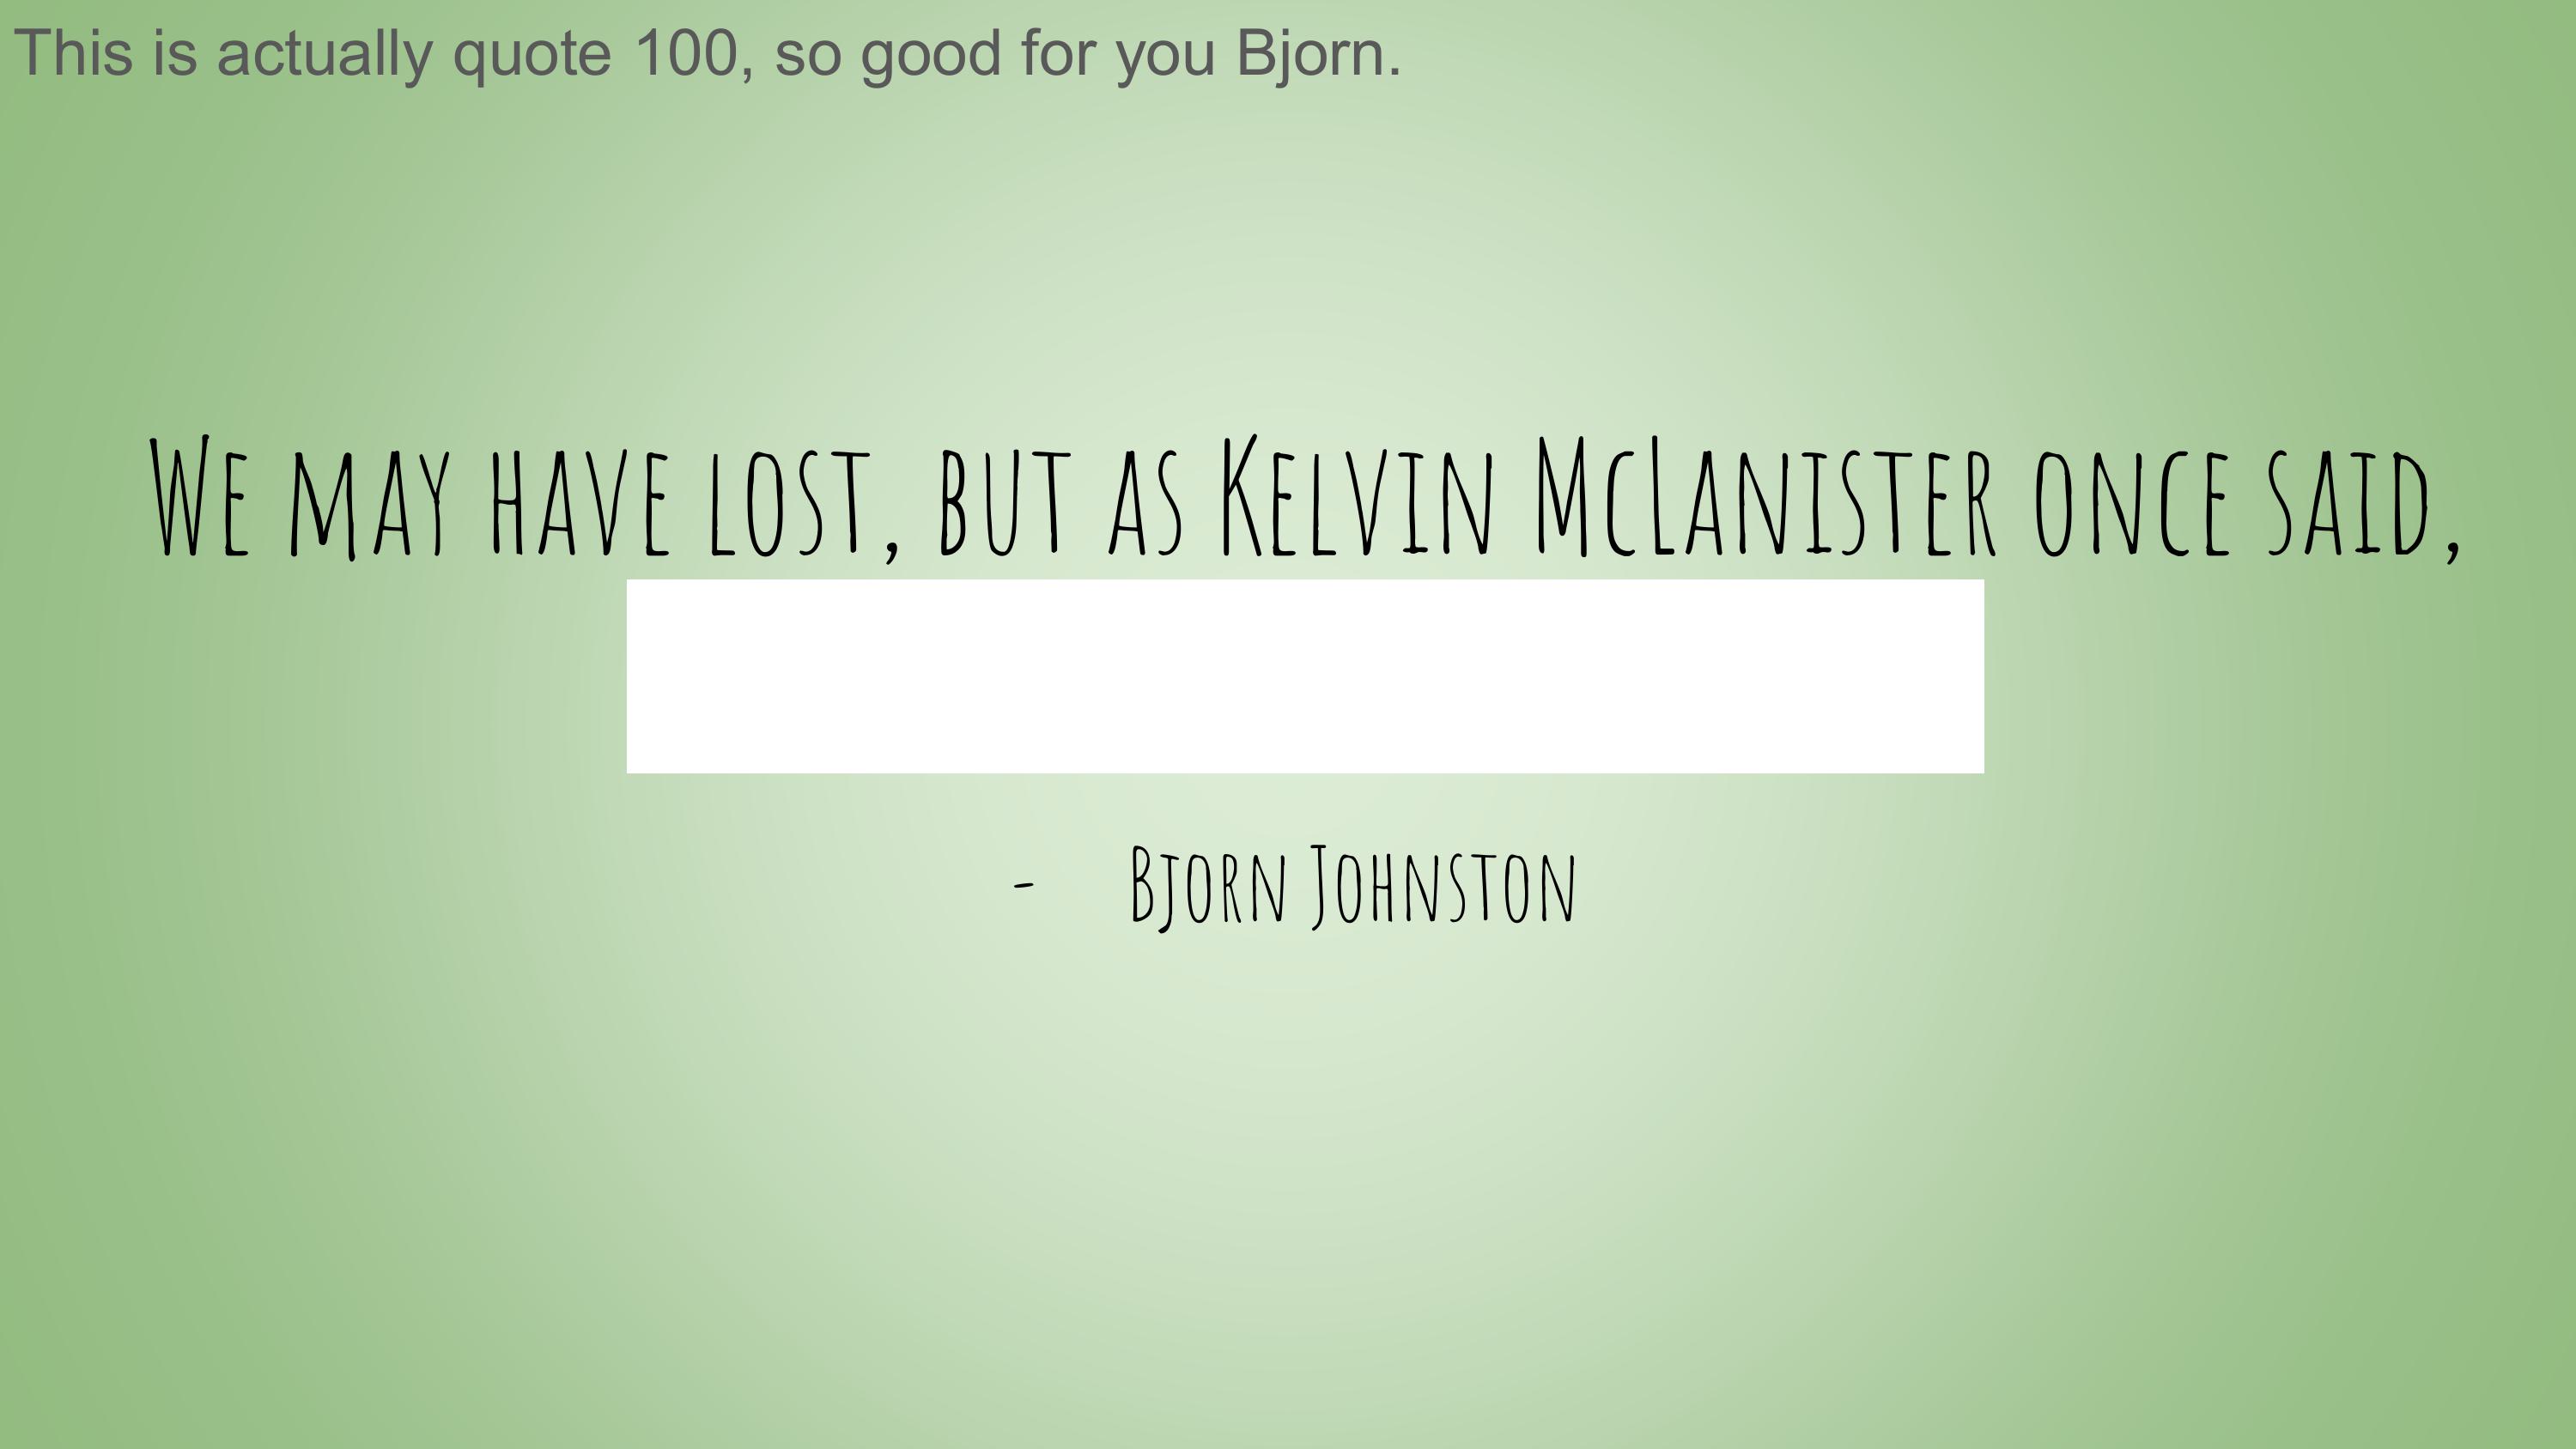 This is actually quote 100, so good for you Bjorn.
We may have lost, but as Kelvin McLanister once said,
- Bjorn Johnston